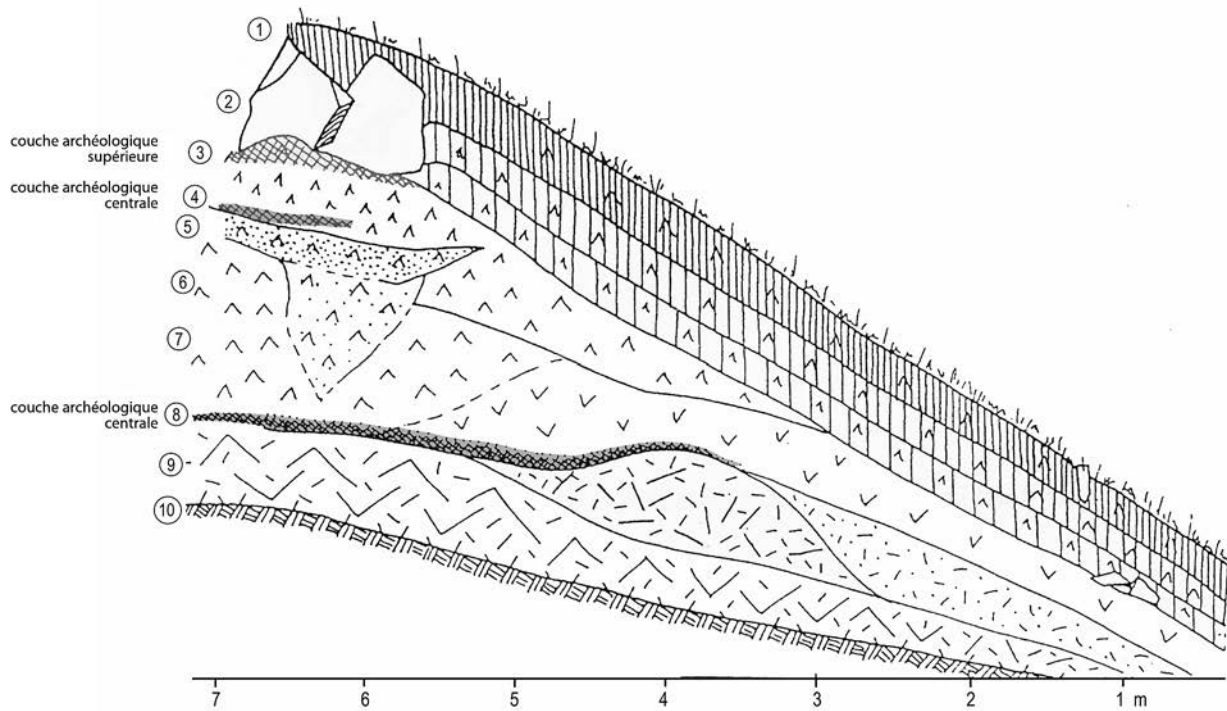 ①
②
couche archéologique
supérieure
③
couche archéologique
centrale
④
⑤
⑥
⑦
couche archéologique
centrale
⑧
⑨
⑩
7 6 5 4 3 2 1 m